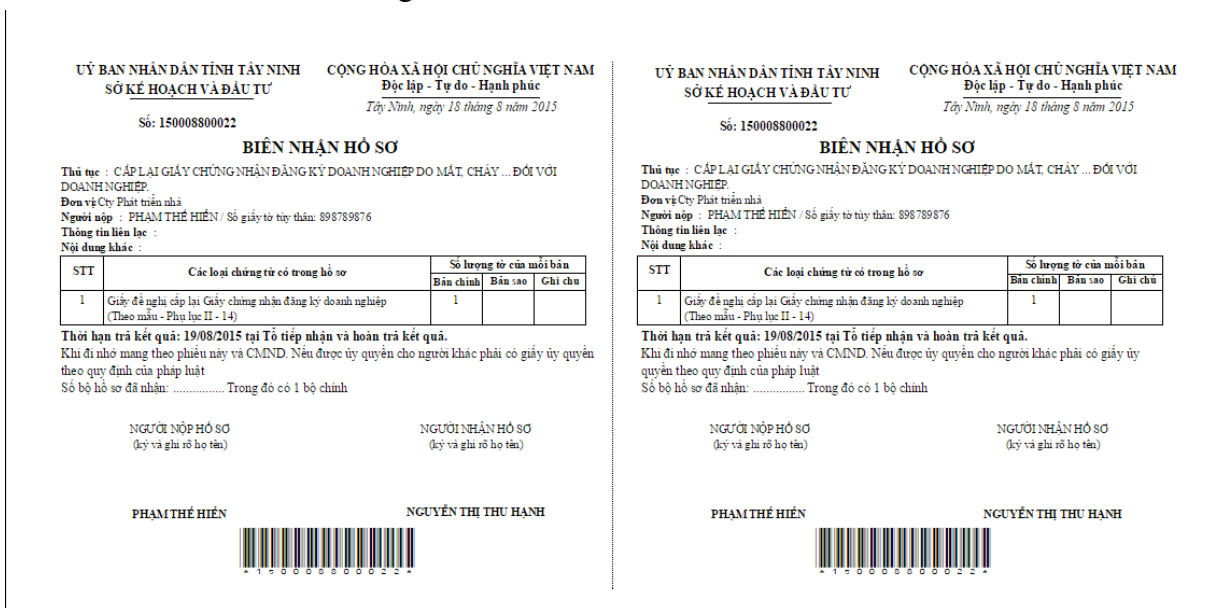 UỶ BAN NHÂN DÂN TỈNH TÂY NINH
SỞ KẾ HOẠCH VÀ ĐẦU TƯ
CỘNG HÒA XÃ HỘI CHỦ NGHĨA VIỆT NAM
Độc lập - Tự do - Hạnh phúc
Tây Ninh, ngày 18 tháng 8 năm 2015
Số: 150008800022
BIÊN NHẬN HỒ SƠ
Thủ tục : CẤP LẠI GIẤY CHỨNG NHẬN ĐĂNG KÝ DOANH NGHIỆP DO MẤT, CHÁY ... ĐỐI VỚI
DOANH NGHIỆP.
Đơn vị: Cty Phát triển nhà
Người nộp : PHẠM THẾ HIỂN / Số giấy tờ tùy thân: 898789876
Thông tin liên lạc :
Nội dung khác :
STT Các loại chứng từ có trong hồ sơ Số lượng tờ của mỗi bản
Bản chính Bản sao Ghi chú
1 Giấy đề nghị cấp lại Giấy chứng nhận đăng ký doanh nghiệp 1
(Theo mẫu - Phụ lục II - 14)
Thời hạn trả kết quả: 19/08/2015 tại Tổ tiếp nhận và hoàn trả kết quả.
Khi đi nhớ mang theo phiếu này và CMND. Nếu được ủy quyền cho người khác phải có giấy ủy quyền
theo quy định của pháp luật
Số bộ hồ sơ đã nhận: ................ Trong đó có 1 bộ chính
NGƯỜI NỘP HỒ SƠ NGƯỜI NHẬN HỒ SƠ
(ký và ghi rõ họ tên) (ký và ghi rõ họ tên)
PHẠM THẾ HIỂN NGUYỄN THỊ THU HẠNH
*150008800022*
UỶ BAN NHÂN DÂN TỈNH TÂY NINH
SỞ KẾ HOẠCH VÀ ĐẦU TƯ
CỘNG HÒA XÃ HỘI CHỦ NGHĨA VIỆT NAM
Độc lập - Tự do - Hạnh phúc
Tây Ninh, ngày 18 tháng 8 năm 2015
Số: 150008800022
BIÊN NHẬN HỒ SƠ
Thủ tục : CẤP LẠI GIẤY CHỨNG NHẬN ĐĂNG KÝ DOANH NGHIỆP DO MẤT, CHÁY ... ĐỐI VỚI
DOANH NGHIỆP.
Đơn vị: Cty Phát triển nhà
Người nộp : PHẠM THẾ HIỂN / Số giấy tờ tùy thân: 898789876
Thông tin liên lạc :
Nội dung khác :
STT Các loại chứng từ có trong hồ sơ Số lượng tờ của mỗi bản
Bản chính Bản sao Ghi chú
1 Giấy đề nghị cấp lại Giấy chứng nhận đăng ký doanh nghiệp 1
(Theo mẫu - Phụ lục II - 14)
Thời hạn trả kết quả: 19/08/2015 tại Tổ tiếp nhận và hoàn trả kết quả.
Khi đi nhớ mang theo phiếu này và CMND. Nếu được ủy quyền cho người khác phải có giấy ủy
quyền theo quy định của pháp luật
Số bộ hồ sơ đã nhận: ................ Trong đó có 1 bộ chính
NGƯỜI NỘP HỒ SƠ NGƯỜI NHẬN HỒ SƠ
(ký và ghi rõ họ tên) (ký và ghi rõ họ tên)
PHẠM THẾ HIỂN NGUYỄN THỊ THU HẠNH
*150008800022*